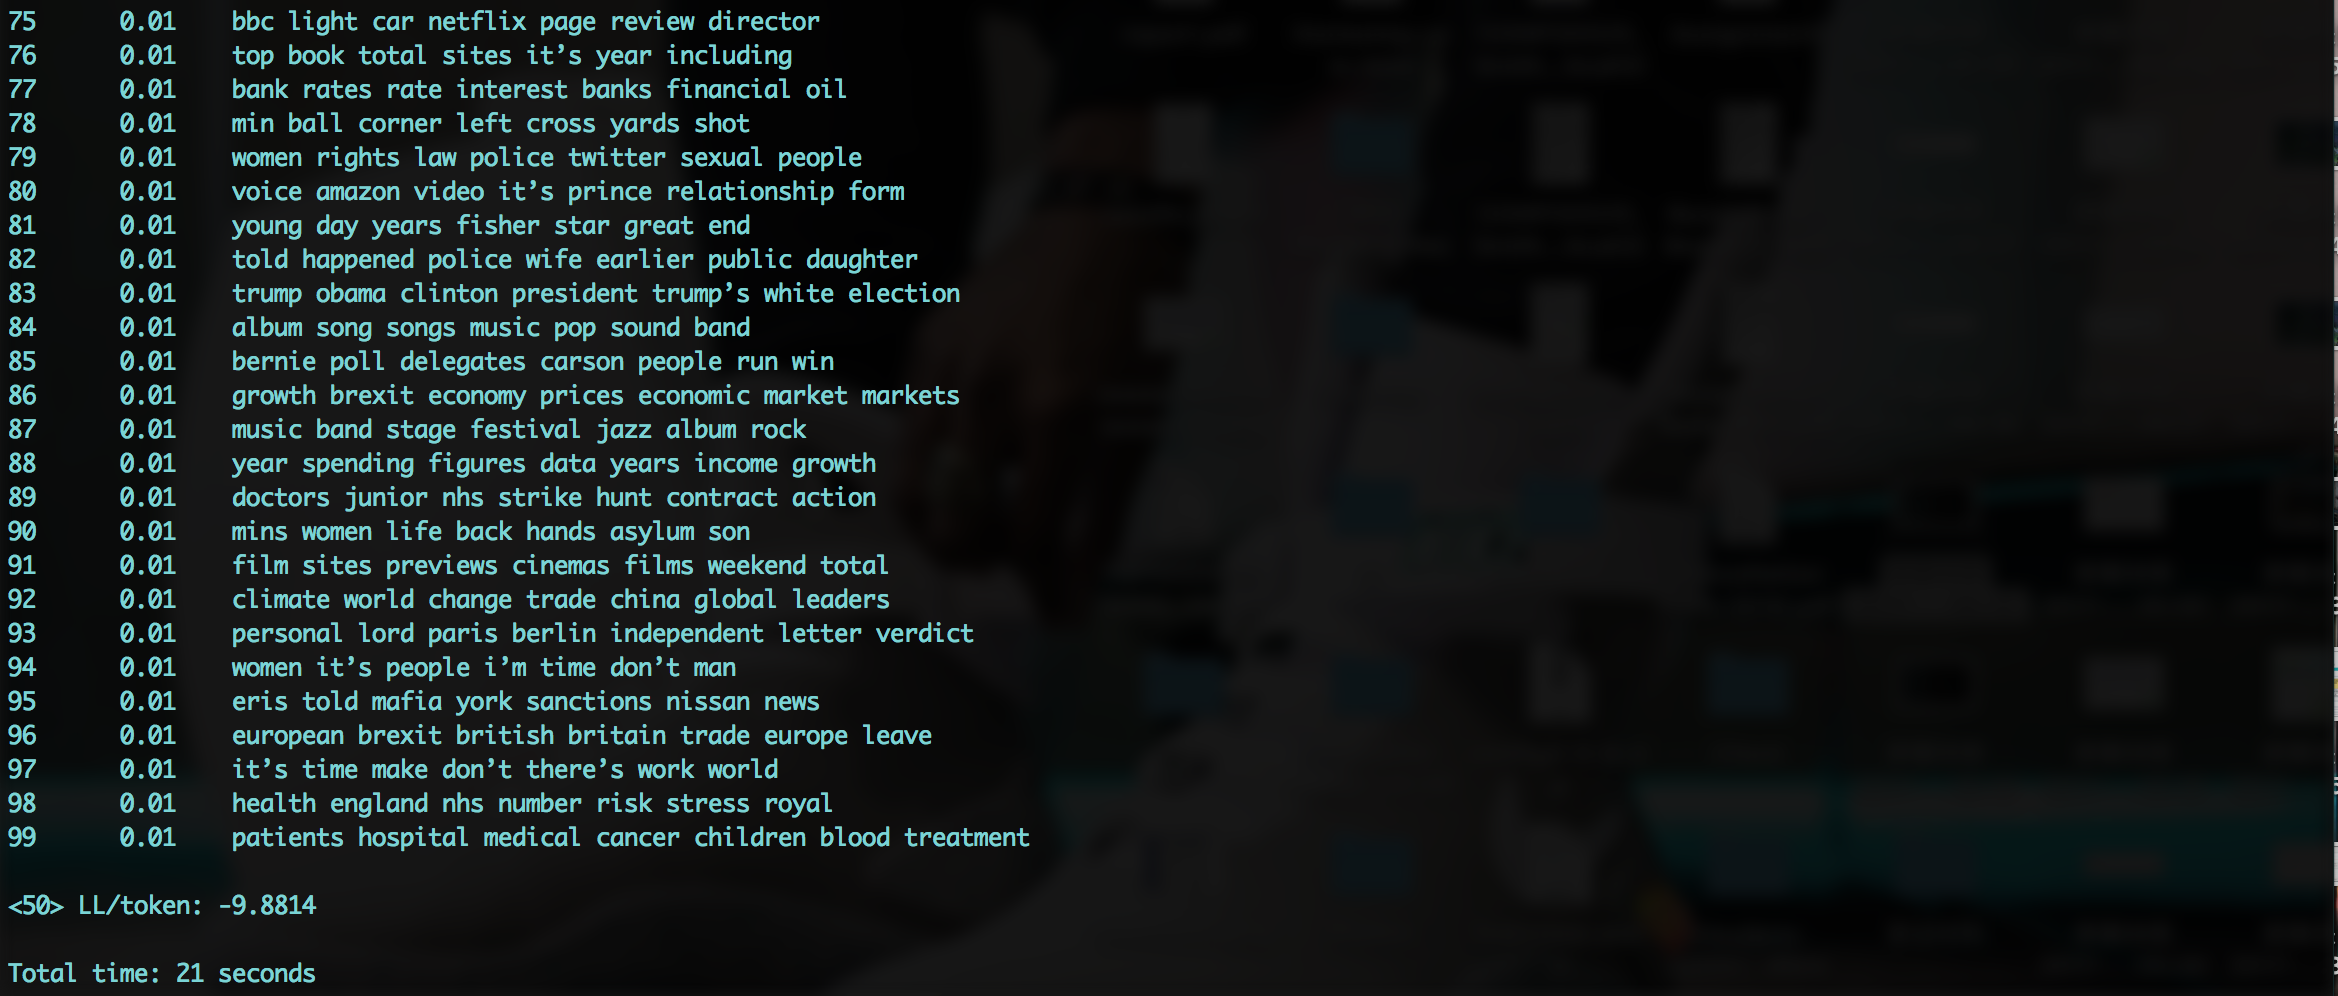 75 0.01 bbc light car netflix page review director
76 0.01 top book total sites it’s year including
77 0.01 bank rates rate interest banks financial oil
78 0.01 min ball corner left cross yards shot
79 0.01 women rights law police twitter sexual people
80 0.01 voice amazon video it’s prince relationship form
81 0.01 young day years fisher star great end
82 0.01 told happened police wife earlier public daughter
83 0.01 trump obama clinton president trump’s white election
84 0.01 album song songs music pop sound band
85 0.01 bernie poll delegates carson people run win
86 0.01 growth brexit economy prices economic market markets
87 0.01 music band stage festival jazz album rock
88 0.01 year spending figures data years income growth
89 0.01 doctors junior nhs strike hunt contract action
90 0.01 mins women life back hands asylum son
91 0.01 film sites previews cinemas films weekend total
92 0.01 climate world change trade china global leaders
93 0.01 personal lord paris berlin independent letter verdict
94 0.01 women it’s people i’m time don’t man
95 0.01 eris told mafia york sanctions nissan news
96 0.01 european brexit british britain trade europe leave
97 0.01 it’s time make don’t there’s work world
98 0.01 health england nhs number risk stress royal
99 0.01 patients hospital medical cancer children blood treatment
<50> LL/token: -9.8814
Total time: 21 seconds